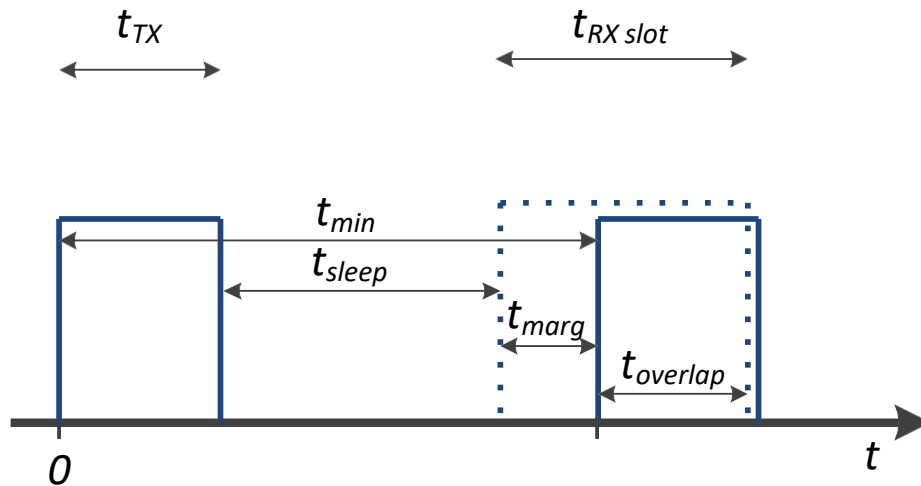 t_TX
t_RX slot
t_min
t_sleep
t_marg
t_overlap
0
t